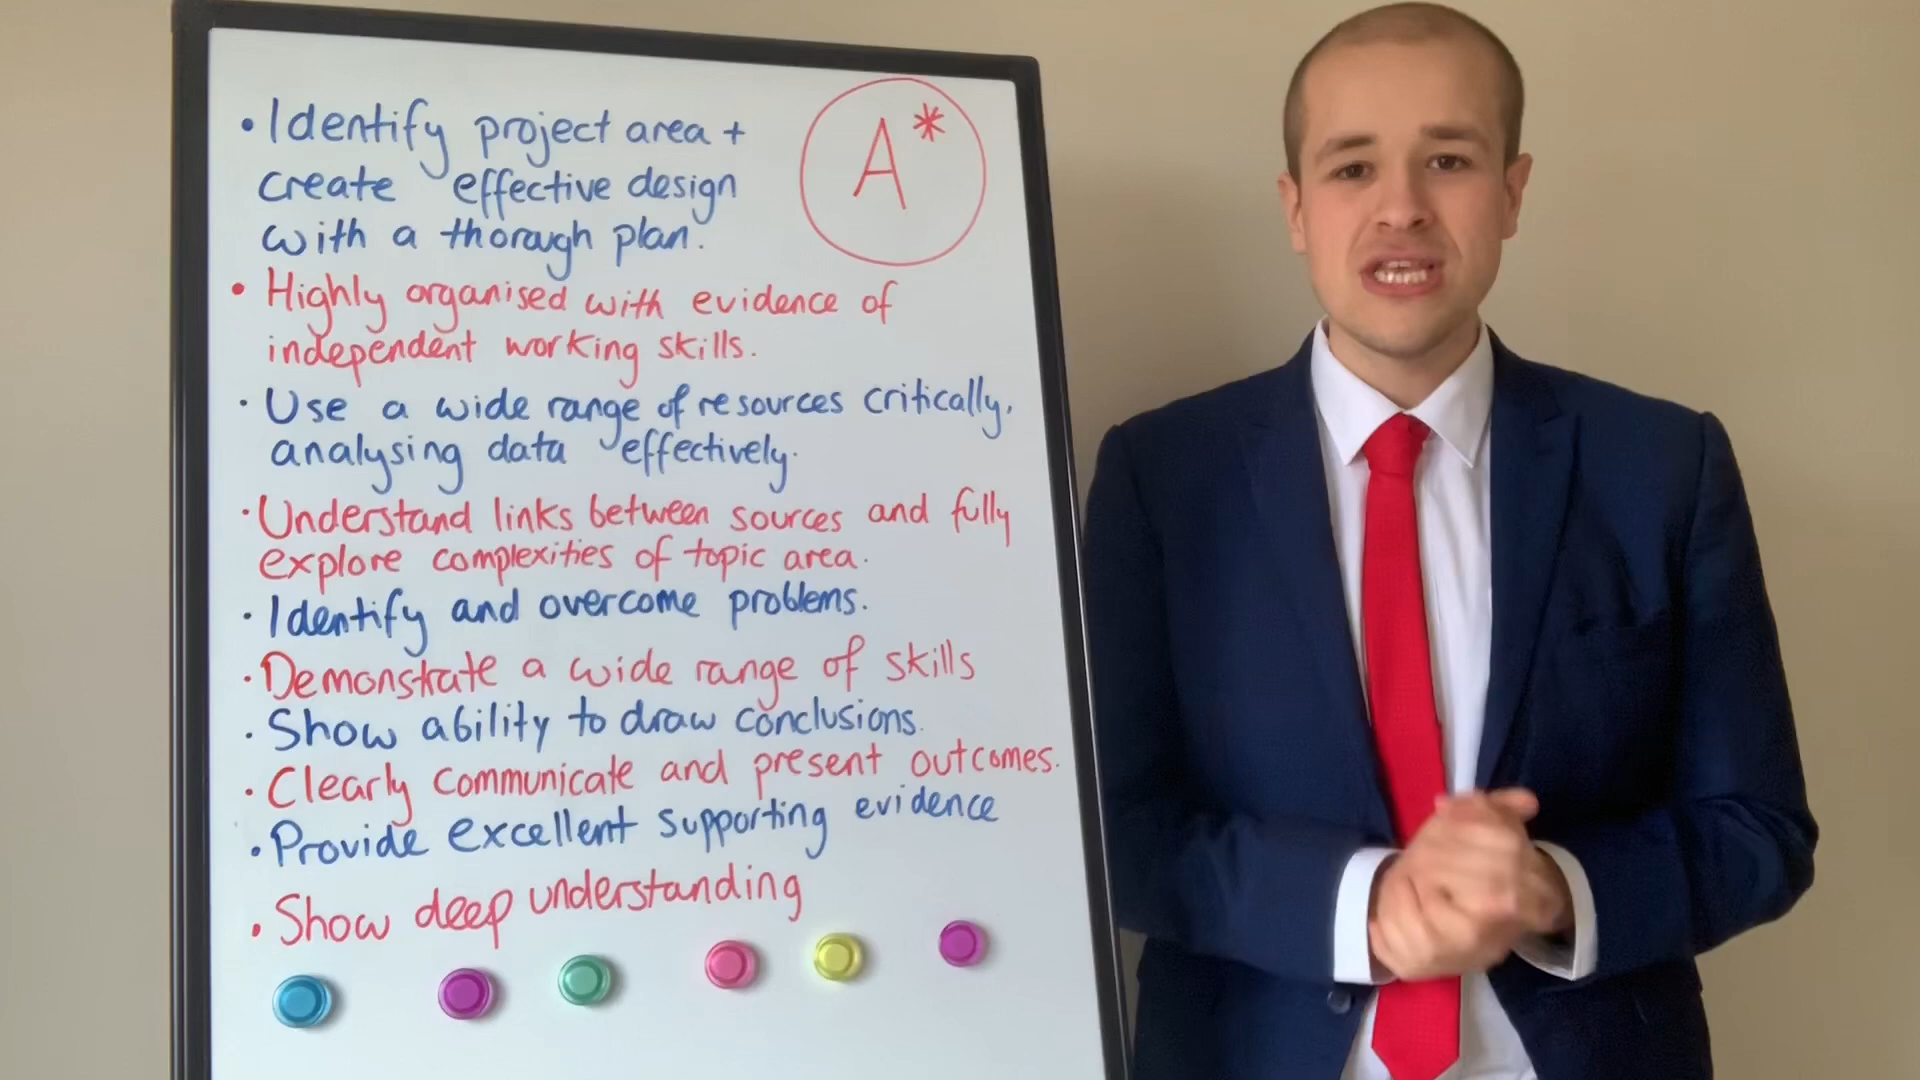 • Identify project area +
create effective design
with a thorough plan.
A*
• Highly organised with evidence of
independent working skills.
• Use a wide range of resources critically,
analysing data effectively.
• Understand links between sources and fully
explore complexities of topic area.
• Identify and overcome problems.
• Demonstrate a wide range of skills
• Show ability to draw conclusions.
• Clearly communicate and present outcomes.
• Provide excellent supporting evidence
• Show deep understanding